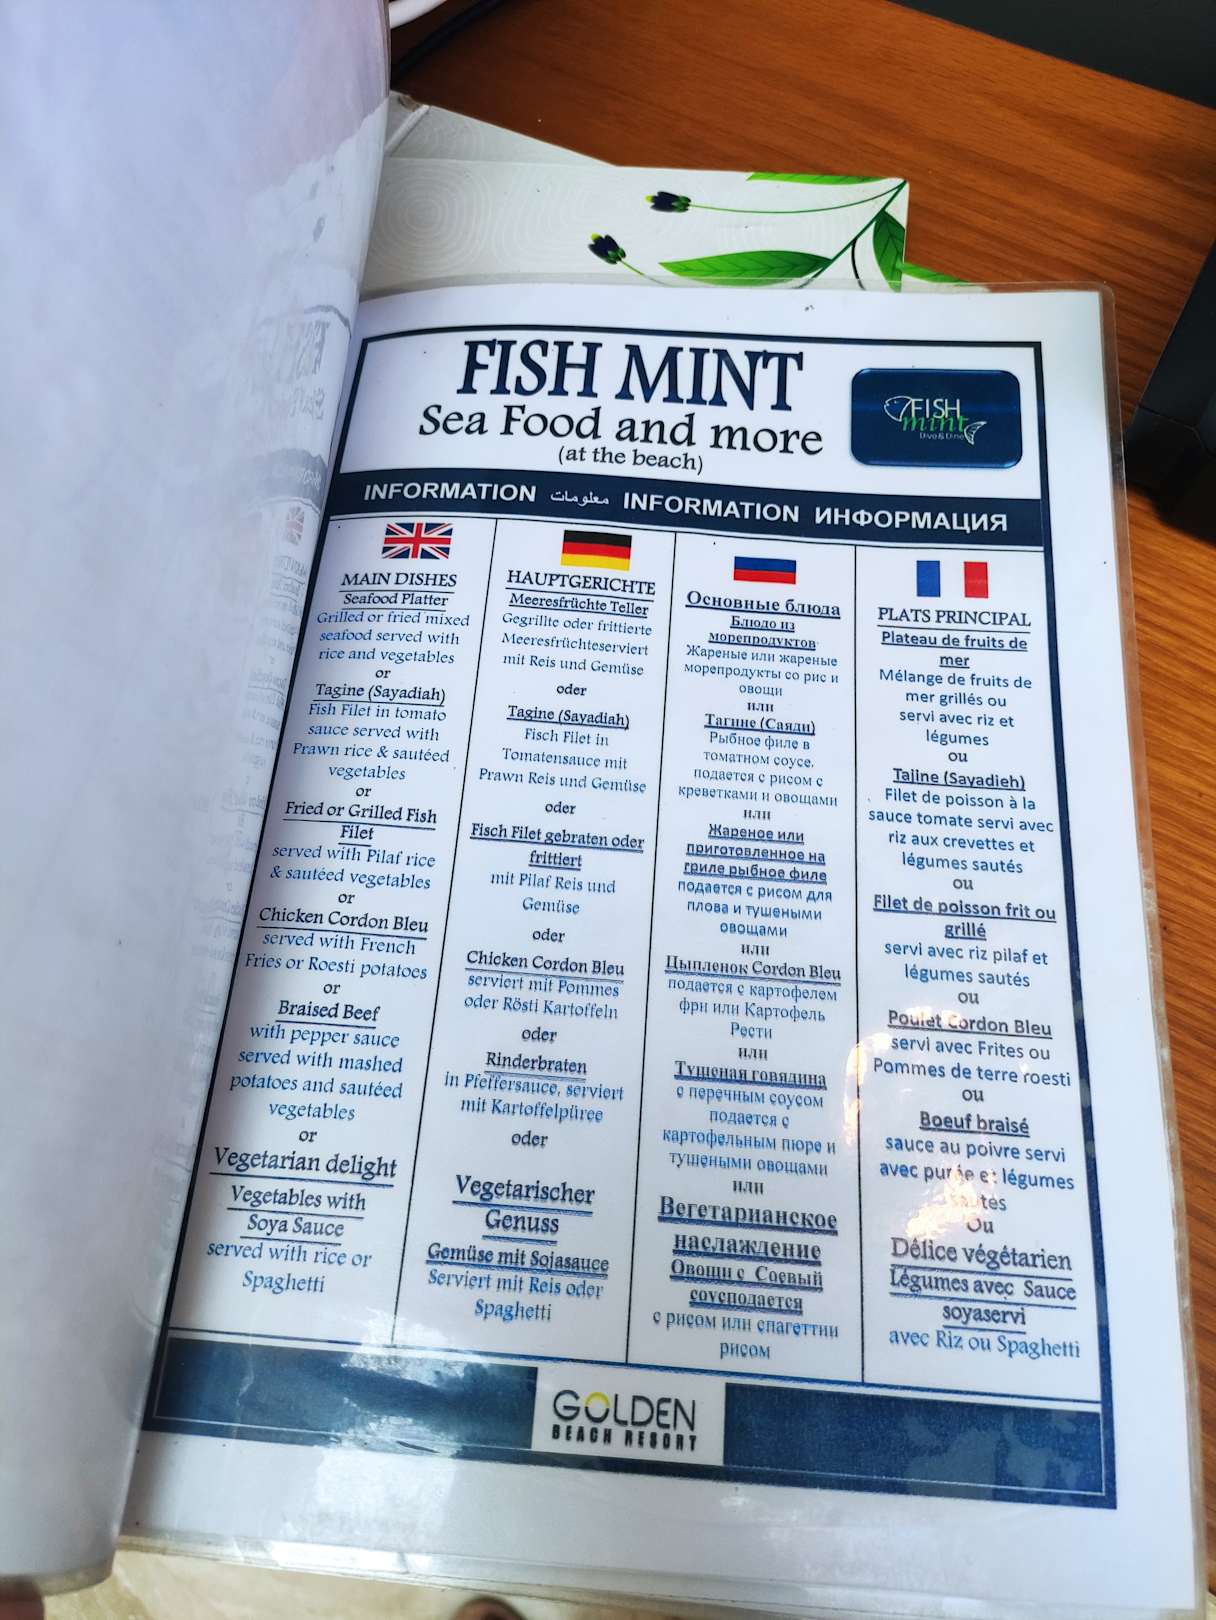 FISH MINT
Sea Food and more
(at the beach)
FISH
mint
Dive & Dine
INFORMATION معلومات INFORMATION ИНФОРМАЦИЯ
MAIN DISHES
Seafood Platter
Grilled or fried mixed
seafood served with
rice and vegetables
or
Tagine (Sayadiah)
Fish Filet in tomato
sauce served with
Prawn rice & sautéed
vegetables
or
Fried or Grilled Fish
Filet
served with Pilaf rice
& sautéed vegetables
or
Chicken Cordon Bleu
served with French
Fries or Roesti potatoes
or
Braised Beef
with pepper sauce
served with mashed
potatoes and sautéed
vegetables
or
Vegetarian delight
Vegetables with
Soya Sauce
served with rice or
Spaghetti
HAUPTGERICHTE
Meeresfrüchte Teller
Gegrillte oder frittierte
Meeresfrüchteserviert
mit Reis und Gemüse
oder
Tagine (Sayadiah)
Fisch Filet in
Tomatensauce mit
Prawn Reis und Gemüse
oder
Fisch Filet gebraten oder
frittiert
mit Pilaf Reis und
Gemüse
oder
Chicken Cordon Bleu
serviert mit Pommes
oder Rösti Kartoffeln
oder
Rinderbraten
in Pfeffersauce, serviert
mit Kartoffelpüree
oder
Vegetarischer
Genuss
Gemüse mit Sojasauce
Serviert mit Reis oder
Spaghetti
Основные блюда
Блюдо из
морепродуктов
Жареные или жареные
морепродукты со рис и
овощи
или
Тагине (Саяди)
Рыбное филе в
томатном соусе,
подается с рисом с
креветками и овощами
или
Жареное или
приготовленное на
гриле рыбное филе
подается с рисом для
плова и тушеными
овощами
или
Цыпленок Cordon Bleu
подается с картофелем
фри или Картофель
Рести
или
Тушеная говядина
с перечным соусом
подается с
картофельным пюре и
тушеными овощами
или
Вегетарианское
наслаждение
Овощи с Соевый
соусподается
с рисом или спагеттии
рисом
PLATS PRINCIPAL
Plateau de fruits de
mer
Mélange de fruits de
mer grillés ou
servi avec riz et
légumes
ou
Tajine (Sayadieh)
Filet de poisson à la
sauce tomate servi avec
riz aux crevettes et
légumes sautés
ou
Filet de poisson frit ou
grillé
servi avec riz pilaf et
légumes sautés
ou
Poulet Cordon Bleu
servi avec Frites ou
Pommes de terre roesti
ou
Boeuf braisé
sauce au poivre servi
avec purée et légumes
sautés
Ou
Délice végétarien
Légumes avec Sauce
soyaservi
avec Riz ou Spaghetti
GOLDEN
BEACH RESORT